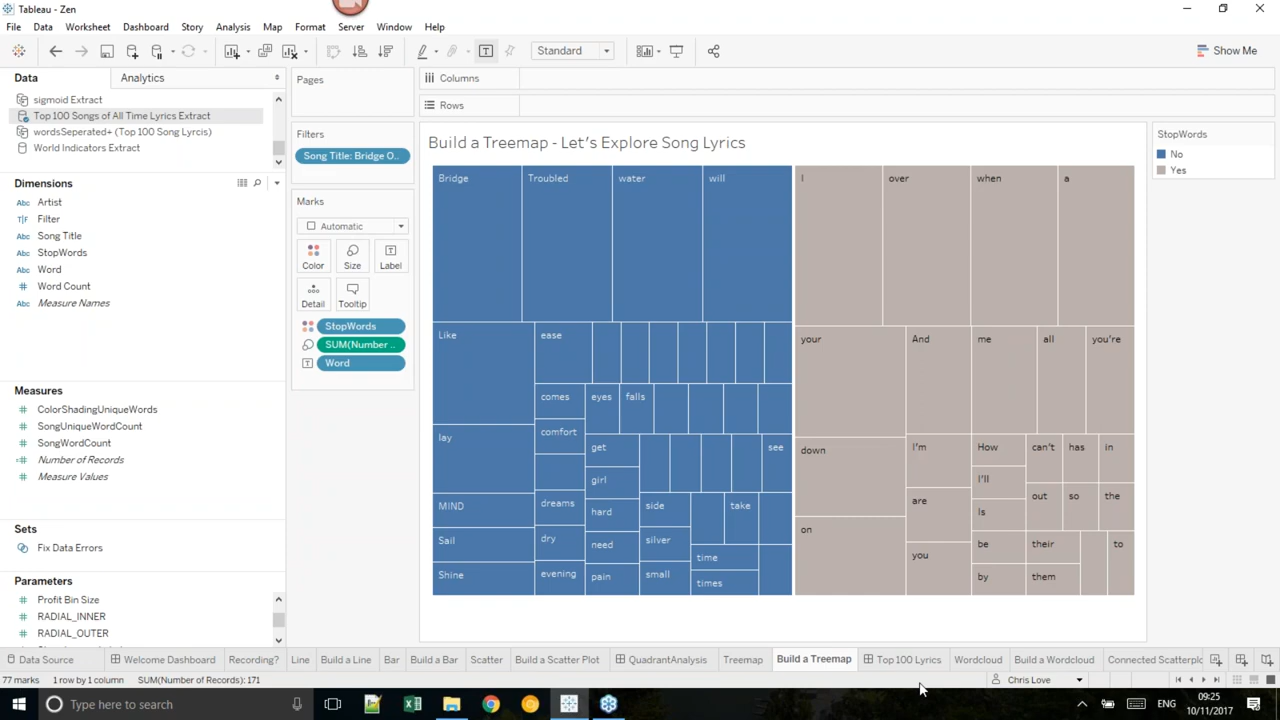 Tableau - Zen
File Data Worksheet Dashboard Story Analysis Map Format Server Window Help
Standard
Show Me
Data Analytics
sigmoid Extract
Top 100 Songs of All Time Lyrics Extract
wordsSeperated+ (Top 100 Song Lyrcis)
World Indicators Extract
Dimensions
Abc Artist
T|F Filter
Abc Song Title
Abc StopWords
Abc Word
# Word Count
Abc Measure Names
Measures
# ColorShadingUniqueWords
# SongUniqueWordCount
# SongWordCount
=# Number of Records
# Measure Values
Sets
Fix Data Errors
Parameters
# Profit Bin Size
# RADIAL_INNER
# RADIAL_OUTER
Pages
Filters
Song Title: Bridge O..
Marks
Automatic
Color Size Label
Detail Tooltip
StopWords
SUM(Number ..
Word
Columns
Rows
Build a Treemap - Let's Explore Song Lyrics
Bridge Troubled water will
Like ease
comes eyes falls
lay comfort get see
girl
MIND dreams hard side take
Sail dry need silver time
Shine evening pain small times
I over when a
your And me all you're
down I'm How can't has in
I'll
on are Is out so the
you be their to
by them
StopWords
No
Yes
Data Source Welcome Dashboard Recording? Line Build a Line Bar Build a Bar Scatter Build a Scatter Plot QuadrantAnalysis Treemap Build a Treemap Top 100 Lyrics Wordcloud Build a Wordcloud Connected Scatterplo
77 marks 1 row by 1 column SUM(Number of Records): 171
Chris Love
Type here to search
09:25
ENG
10/11/2017